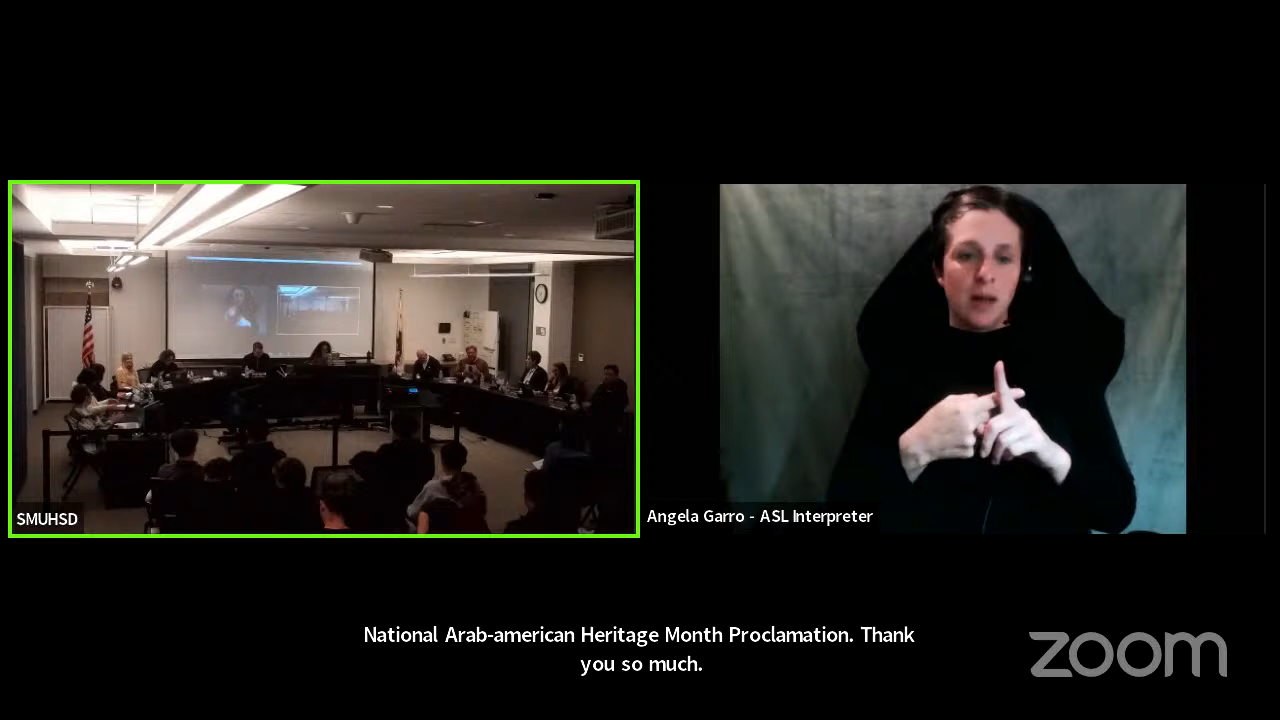 SMUHSD
Angela Garro - ASL Interpreter
National Arab-american Heritage Month Proclamation. Thank
you so much.
zoom